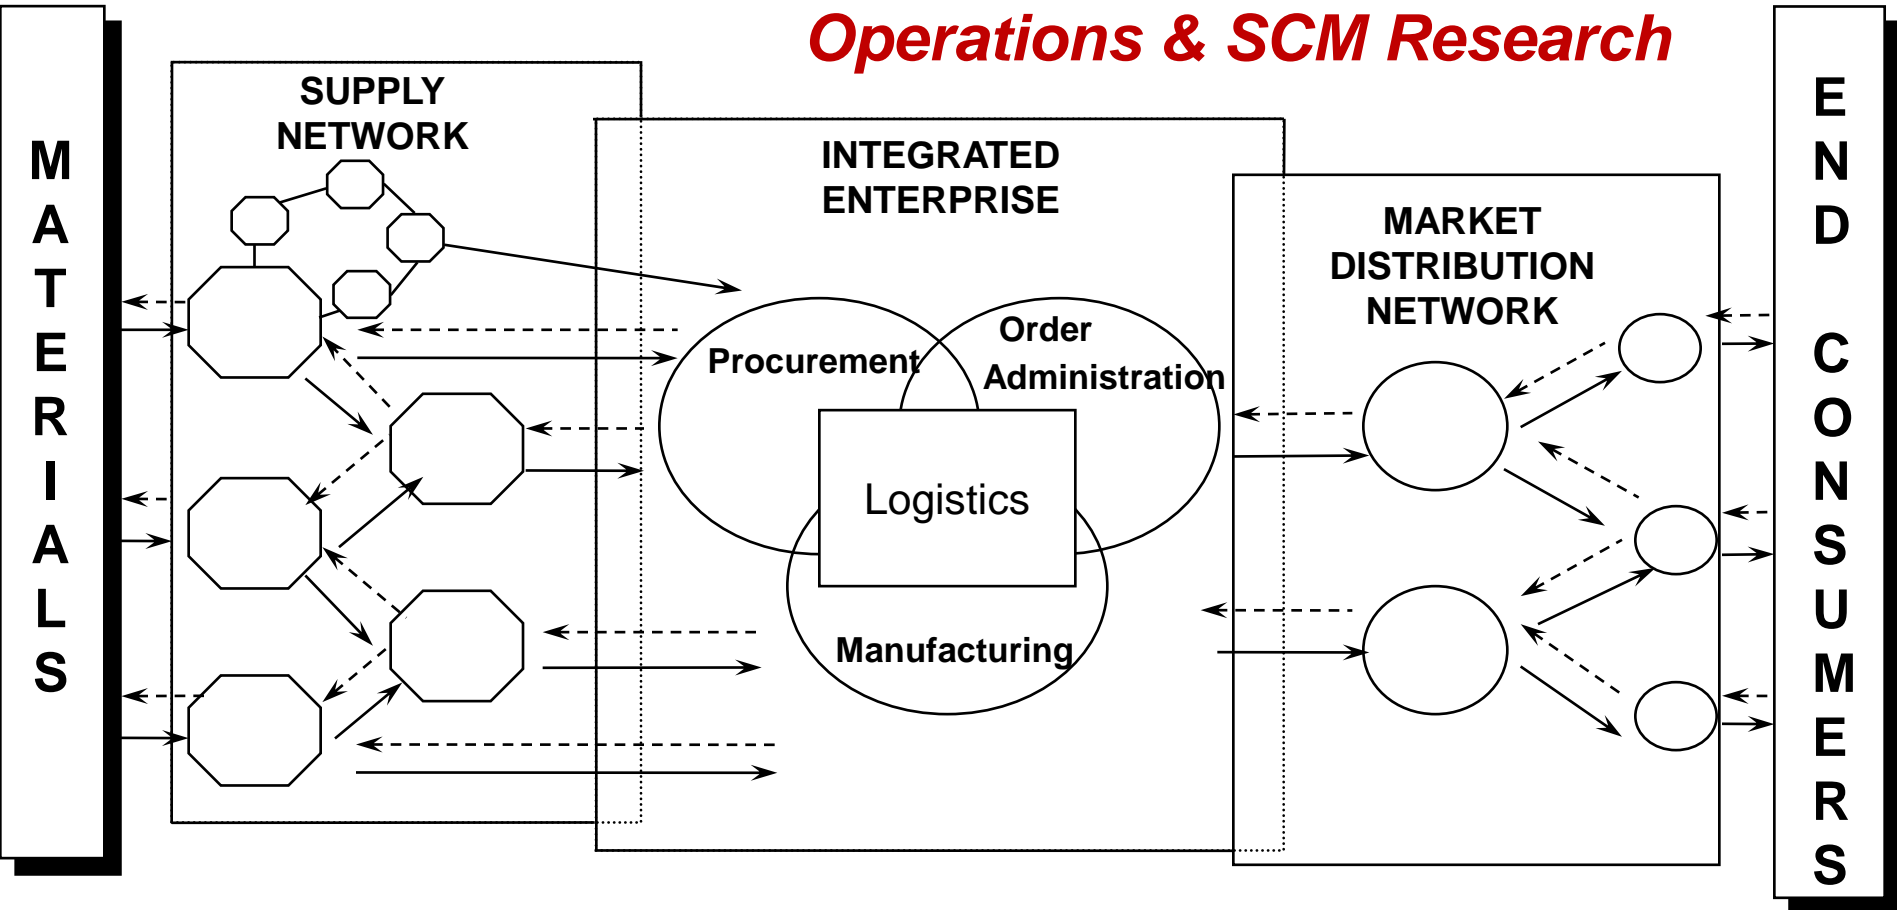 Operations & SCM Research
MATERIALS
SUPPLY
NETWORK
INTEGRATED
ENTERPRISE
Procurement
Order
Administration
Logistics
Manufacturing
MARKET
DISTRIBUTION
NETWORK
END CONSUMERS